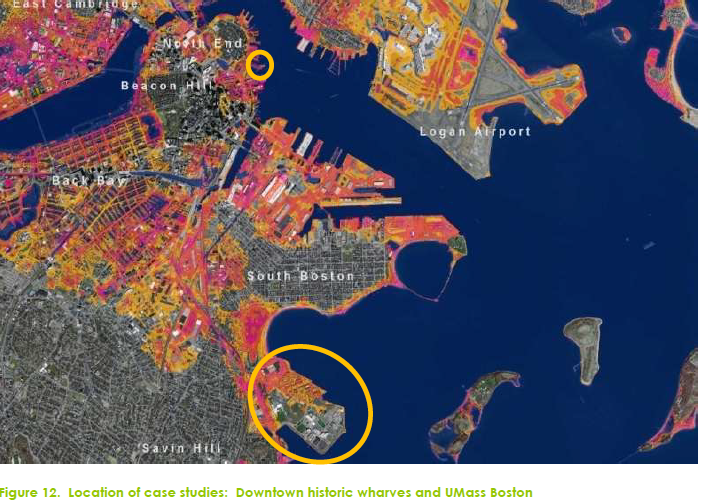 East Cambridge
North End
Beacon Hill
Logan Airport
Back Bay
South Boston
Savin Hill
Figure 12. Location of case studies: Downtown historic wharves and UMass Boston